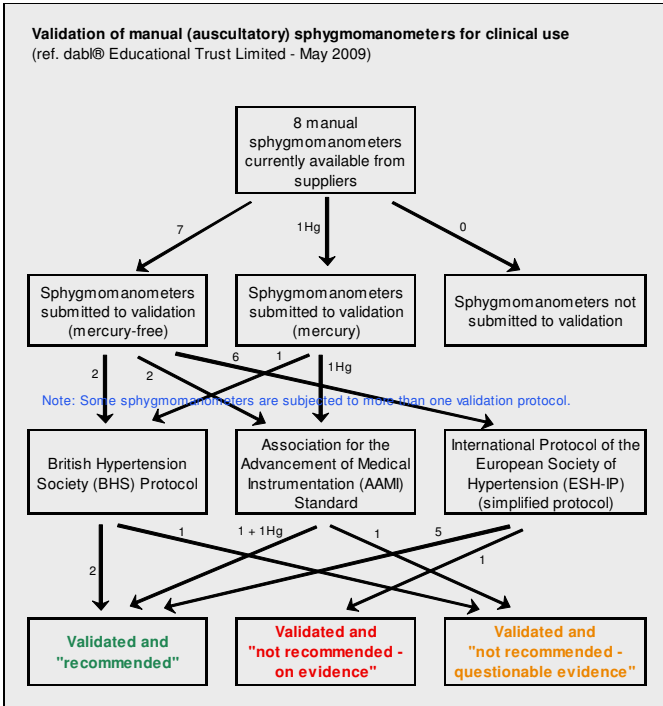 Validation of manual (auscultatory) sphygmomanometers for clinical use
(ref. dabl® Educational Trust Limited - May 2009)
8 manual
sphygmomanometers
currently available from
suppliers
7
1Hg
0
Sphygmomanometers
submitted to validation
(mercury-free)
Sphygmomanometers
submitted to validation
(mercury)
Sphygmomanometers not
submitted to validation
2
2
6
1
1Hg
Note: Some sphygmomanometers are subjected to more than one validation protocol.
British Hypertension
Society (BHS) Protocol
Association for the
Advancement of Medical
Instrumentation (AAMI)
Standard
International Protocol of the
European Society of
Hypertension (ESH-IP)
(simplified protocol)
2
1
1 + 1Hg
1
5
1
Validated and
"recommended"
Validated and
"not recommended -
on evidence"
Validated and
"not recommended -
questionable evidence"